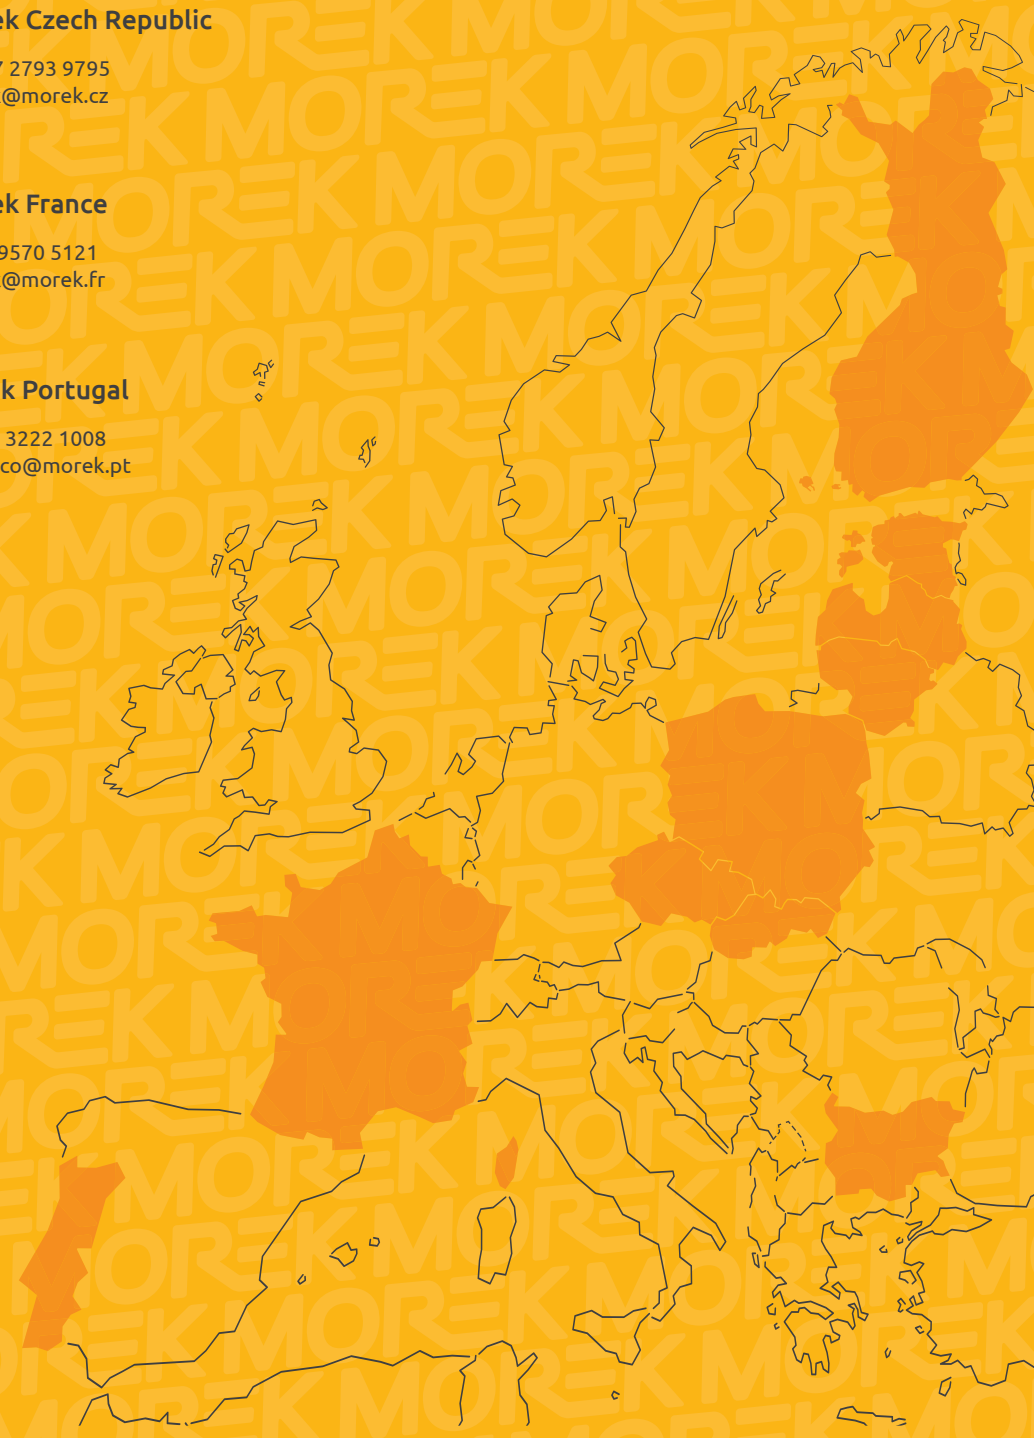 ek Czech Republic
7 2793 9795
@morek.cz
ek France
9570 5121
@morek.fr
k Portugal
3222 1008
co@morek.pt
MOREK